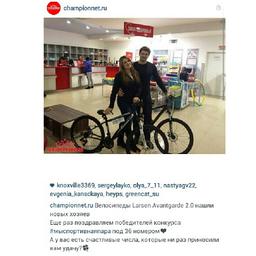 championnet.ru
knoxville3369, sergeylayko, olya_7_11, nastyagv22,
evgenia_kansckaya, heyps, greencat_su
championnet.ru Велосипеды Larsen Avantgarde 2.0 нашли
новых хозяев
Еще раз поздравляем победителей конкурса
#мыспортивнаяпара под 36 номером
А у вас есть счастливые числа, которые ни раз приносили
вам удачу?